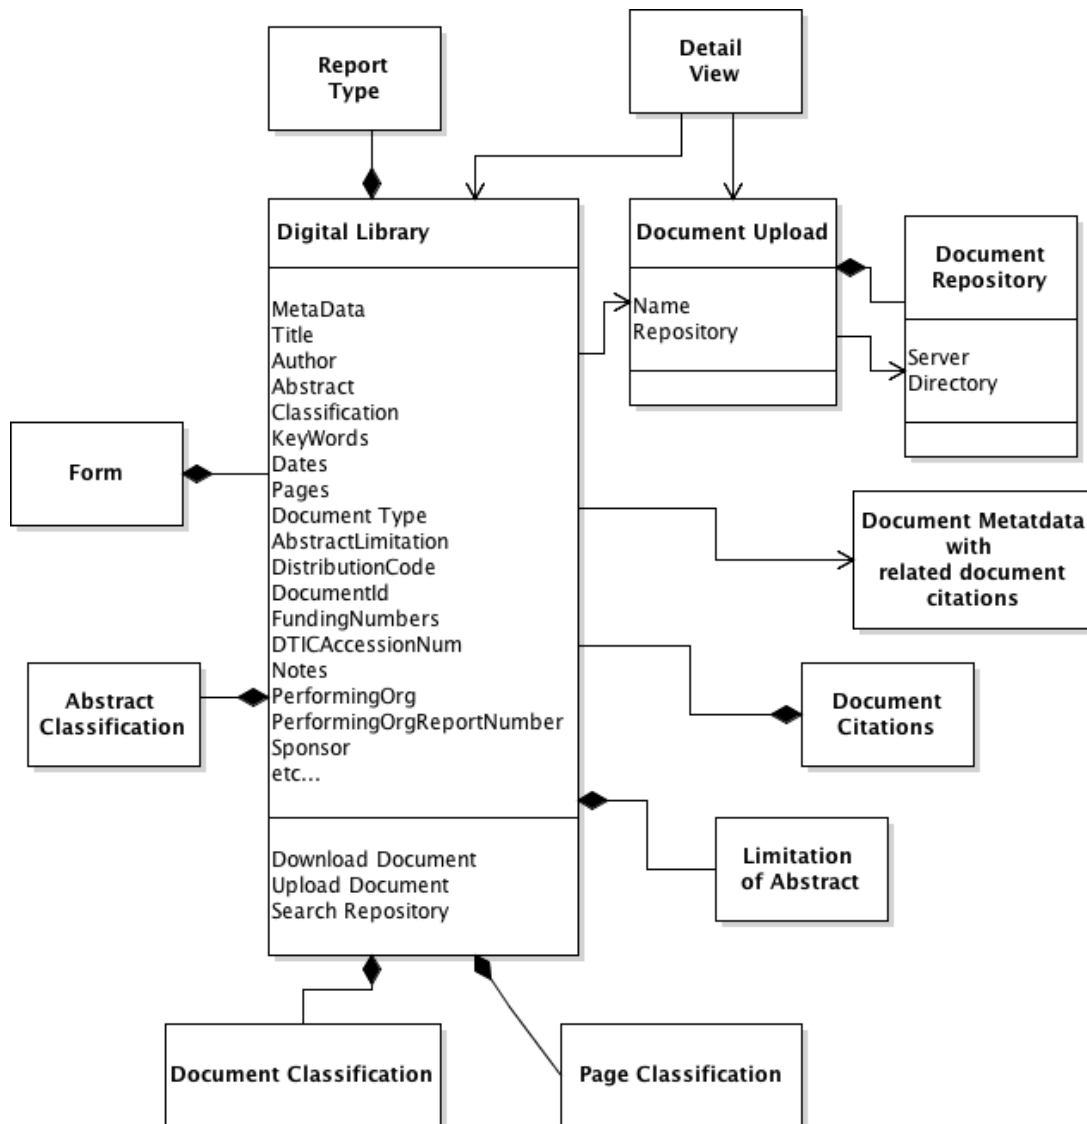 Report
Type
Detail
View
Digital Library
MetaData
Title
Author
Abstract
Classification
KeyWords
Dates
Pages
Document Type
AbstractLimitation
DistributionCode
DocumentId
FundingNumbers
DTICAccessionNum
Notes
PerformingOrg
PerformingOrgReportNumber
Sponsor
etc...
Download Document
Upload Document
Search Repository
Document Upload
Name
Repository
Document
Repository
Server
Directory
Form
Document Metatdata
with
related document
citations
Abstract
Classification
Document
Citations
Limitation
of Abstract
Document Classification
Page Classification